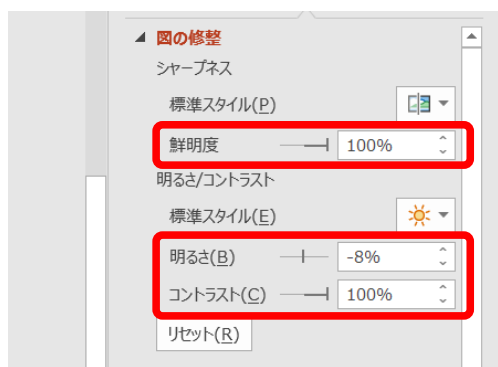 図の修整
シャープネス
標準スタイル(P)
鮮明度 100%
明るさ/コントラスト
標準スタイル(E)
明るさ(B) -8%
コントラスト(C) 100%
リセット(R)